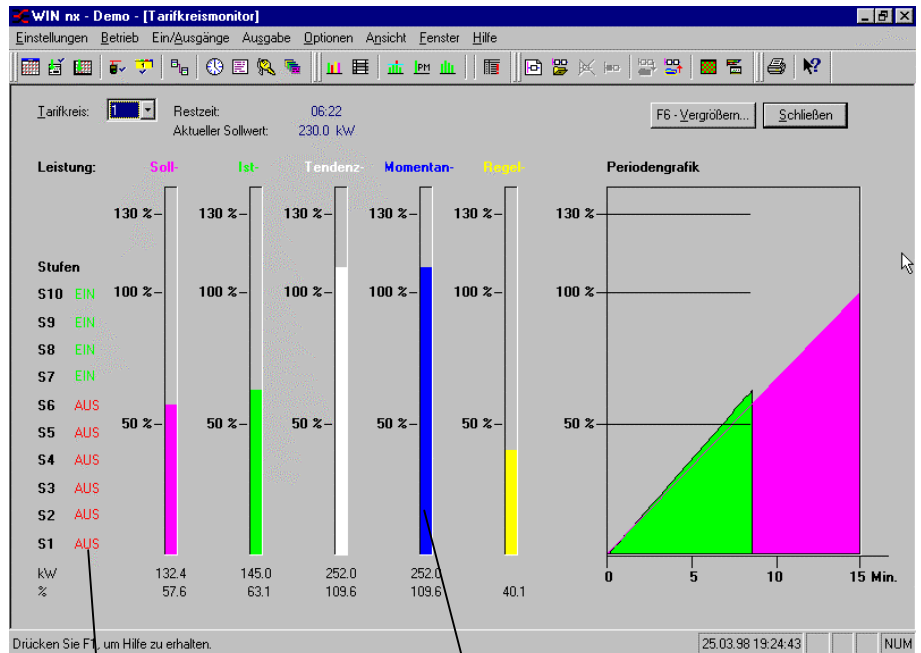 WIN nx - Demo - [Tarifkreismonitor]
Einstellungen Betrieb Ein/Ausgänge Ausgabe Optionen Ansicht Fenster Hilfe
PM
Tarifkreis: 1 Restzeit: 06:22 F6 - Vergrößern... Schließen
Aktueller Sollwert: 230.0 kW
Leistung: Soll- Ist- Tendenz- Momentan- Regel- Periodengrafik
130 % 130 % 130 % 130 % 130 % 130 %
Stufen
S10 EIN 100 % 100 % 100 % 100 % 100 % 100 %
S9 EIN
S8 EIN
S7 EIN
S6 AUS
50 % 50 % 50 % 50 % 50 % 50 %
S5 AUS
S4 AUS
S3 AUS
S2 AUS
S1 AUS
kW 132.4 145.0 252.0 252.0 0 5 10 15 Min.
% 57.6 63.1 109.6 109.6 40.1
Drücken Sie F1, um Hilfe zu erhalten. 25.03.98 19:24:43 NUM